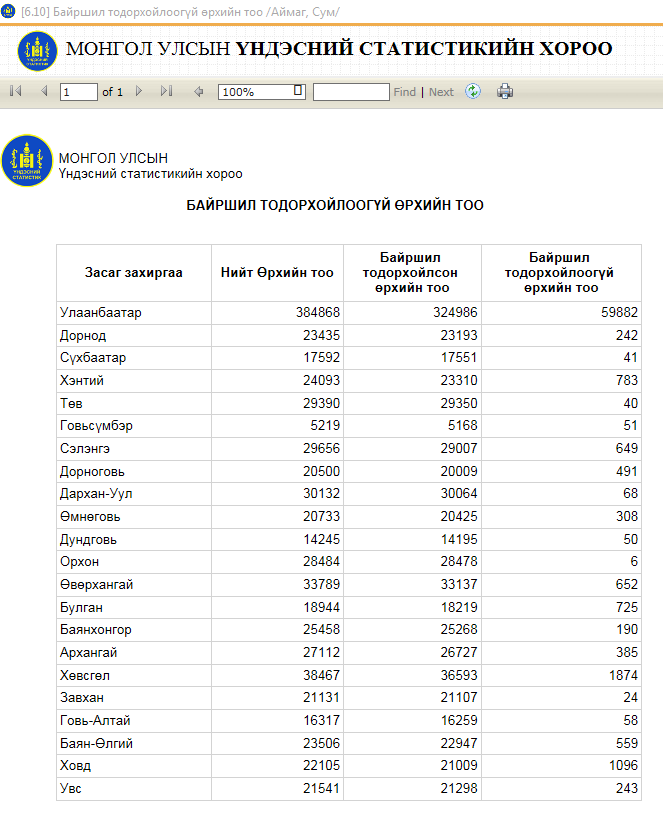 [6.10] Байршил тодорхойлоогүй өрхийн тоо /Аймаг, Сум/
МОНГОЛ УЛСЫН ҮНДЭСНИЙ СТАТИСТИКИЙН ХОРОО
1 of 1 100% Find | Next
МОНГОЛ УЛСЫН
Үндэсний статистикийн хороо
БАЙРШИЛ ТОДОРХОЙЛООГҮЙ ӨРХИЙН ТОО
Засаг захиргаа Нийт Өрхийн тоо Байршил тодорхойлсон өрхийн тоо Байршил тодорхойлоогүй өрхийн тоо
Улаанбаатар 384868 324986 59882
Дорнод 23435 23193 242
Сүхбаатар 17592 17551 41
Хэнтий 24093 23310 783
Төв 29390 29350 40
Говьсүмбэр 5219 5168 51
Сэлэнгэ 29656 29007 649
Дорноговь 20500 20009 491
Дархан-Уул 30132 30064 68
Өмнөговь 20733 20425 308
Дундговь 14245 14195 50
Орхон 28484 28478 6
Өвөрхангай 33789 33137 652
Булган 18944 18219 725
Баянхонгор 25458 25268 190
Архангай 27112 26727 385
Хөвсгөл 38467 36593 1874
Завхан 21131 21107 24
Говь-Алтай 16317 16259 58
Баян-Өлгий 23506 22947 559
Ховд 22105 21009 1096
Увс 21541 21298 243